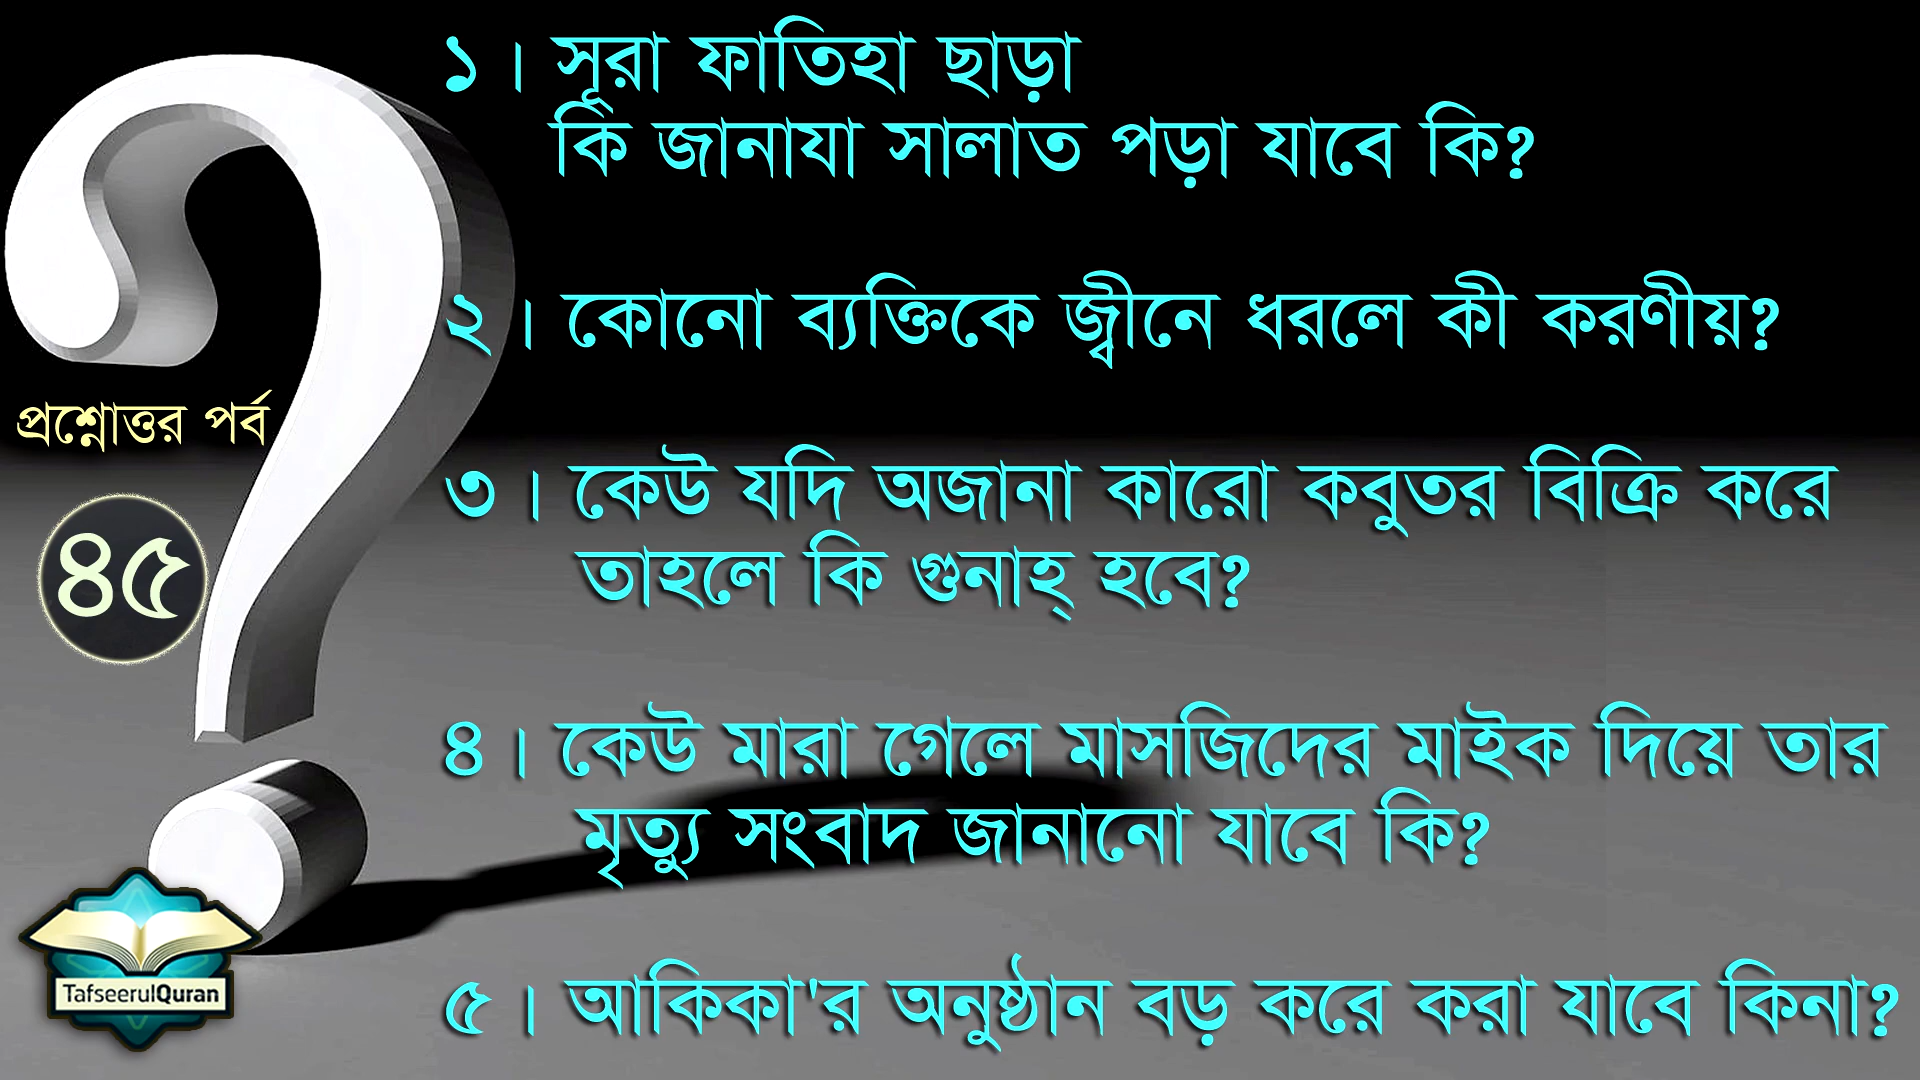 ১। সূরা ফাতিহা ছাড়া
কি জানাযা সালাত পড়া যাবে কি?
২। কোনো ব্যক্তিকে জ্বীনে ধরলে কী করণীয়?
প্রশ্নোত্তর পর্ব
৪৫
৩। কেউ যদি অজানা কারো কবুতর বিক্রি করে
তাহলে কি গুনাহ্ হবে?
৪। কেউ মারা গেলে মাসজিদের মাইক দিয়ে তার
মৃত্যু সংবাদ জানানো যাবে কি?
৫। আকিকা'র অনুষ্ঠান বড় করে করা যাবে কিনা?
TafseerulQuran